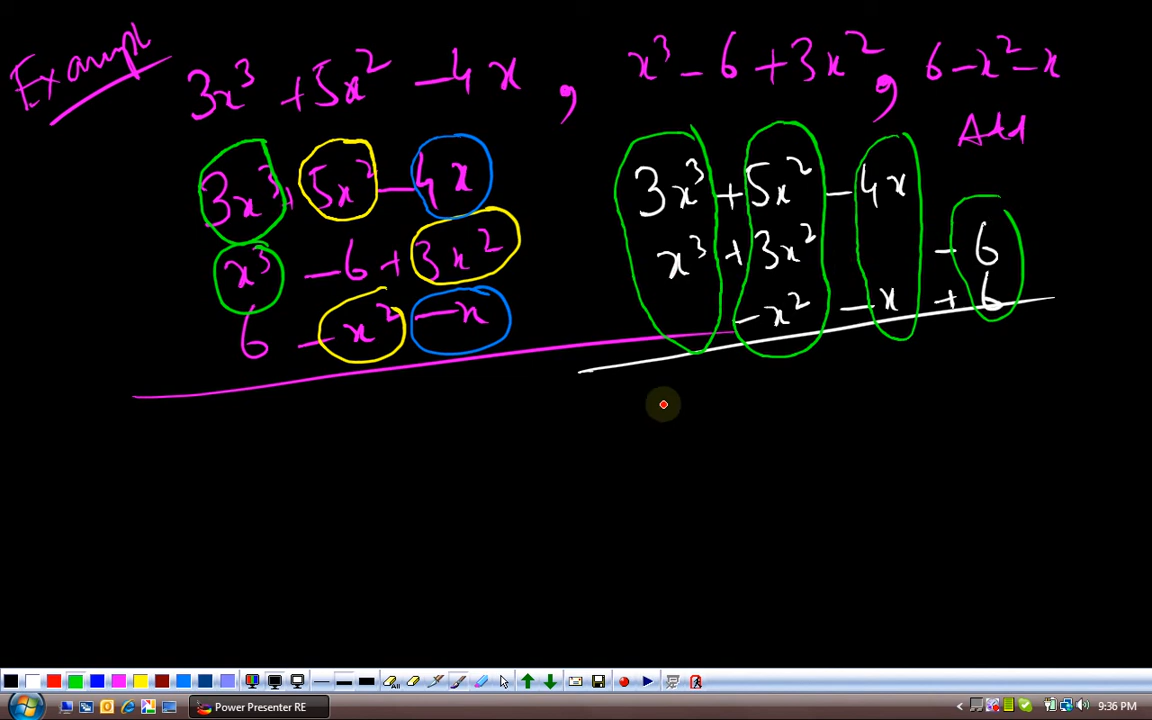 Example 3x³ + 5x² - 4x , x³ - 6 + 3x² , 6 - x² - x
Add
3x³ + 5x² - 4x
x³ - 6 + 3x²
6 - x² - x
3x³ + 5x² - 4x
x³ + 3x² - 6
- x² - x + 6
Power Presenter RE
9:36 PM